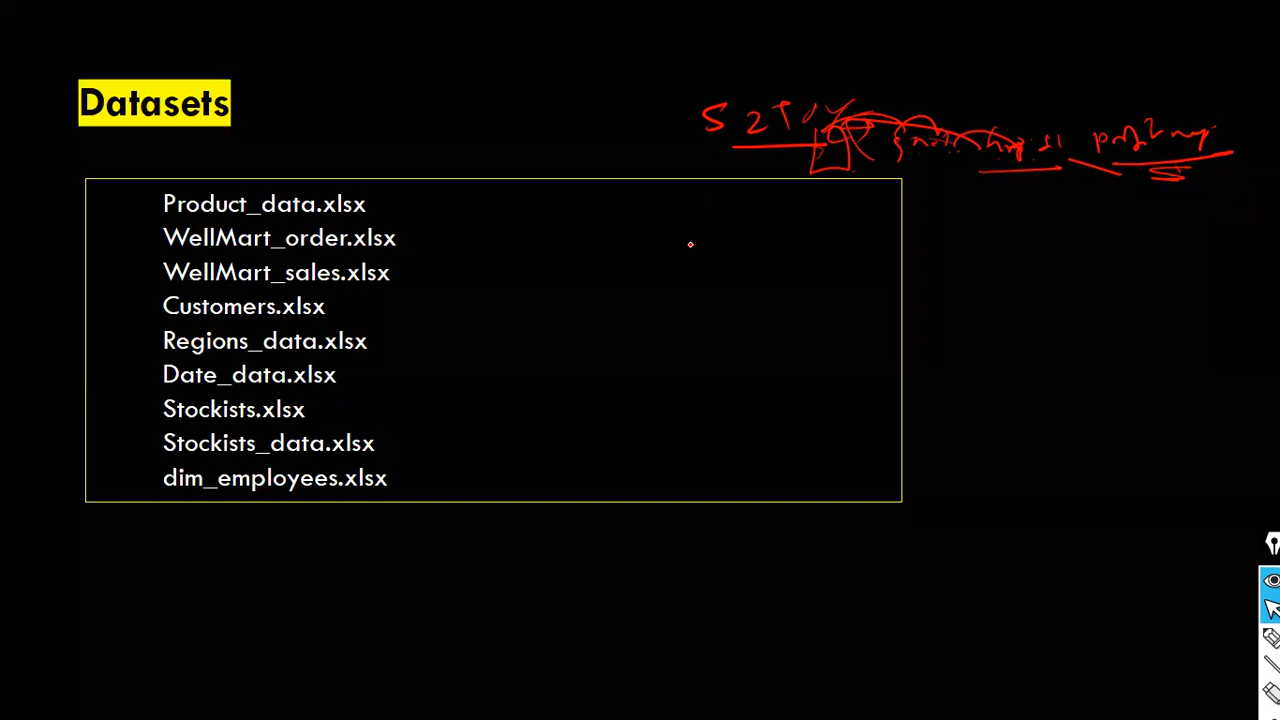 Datasets
Product_data.xlsx
WellMart_order.xlsx
WellMart_sales.xlsx
Customers.xlsx
Regions_data.xlsx
Date_data.xlsx
Stockists.xlsx
Stockists_data.xlsx
dim_employees.xlsx